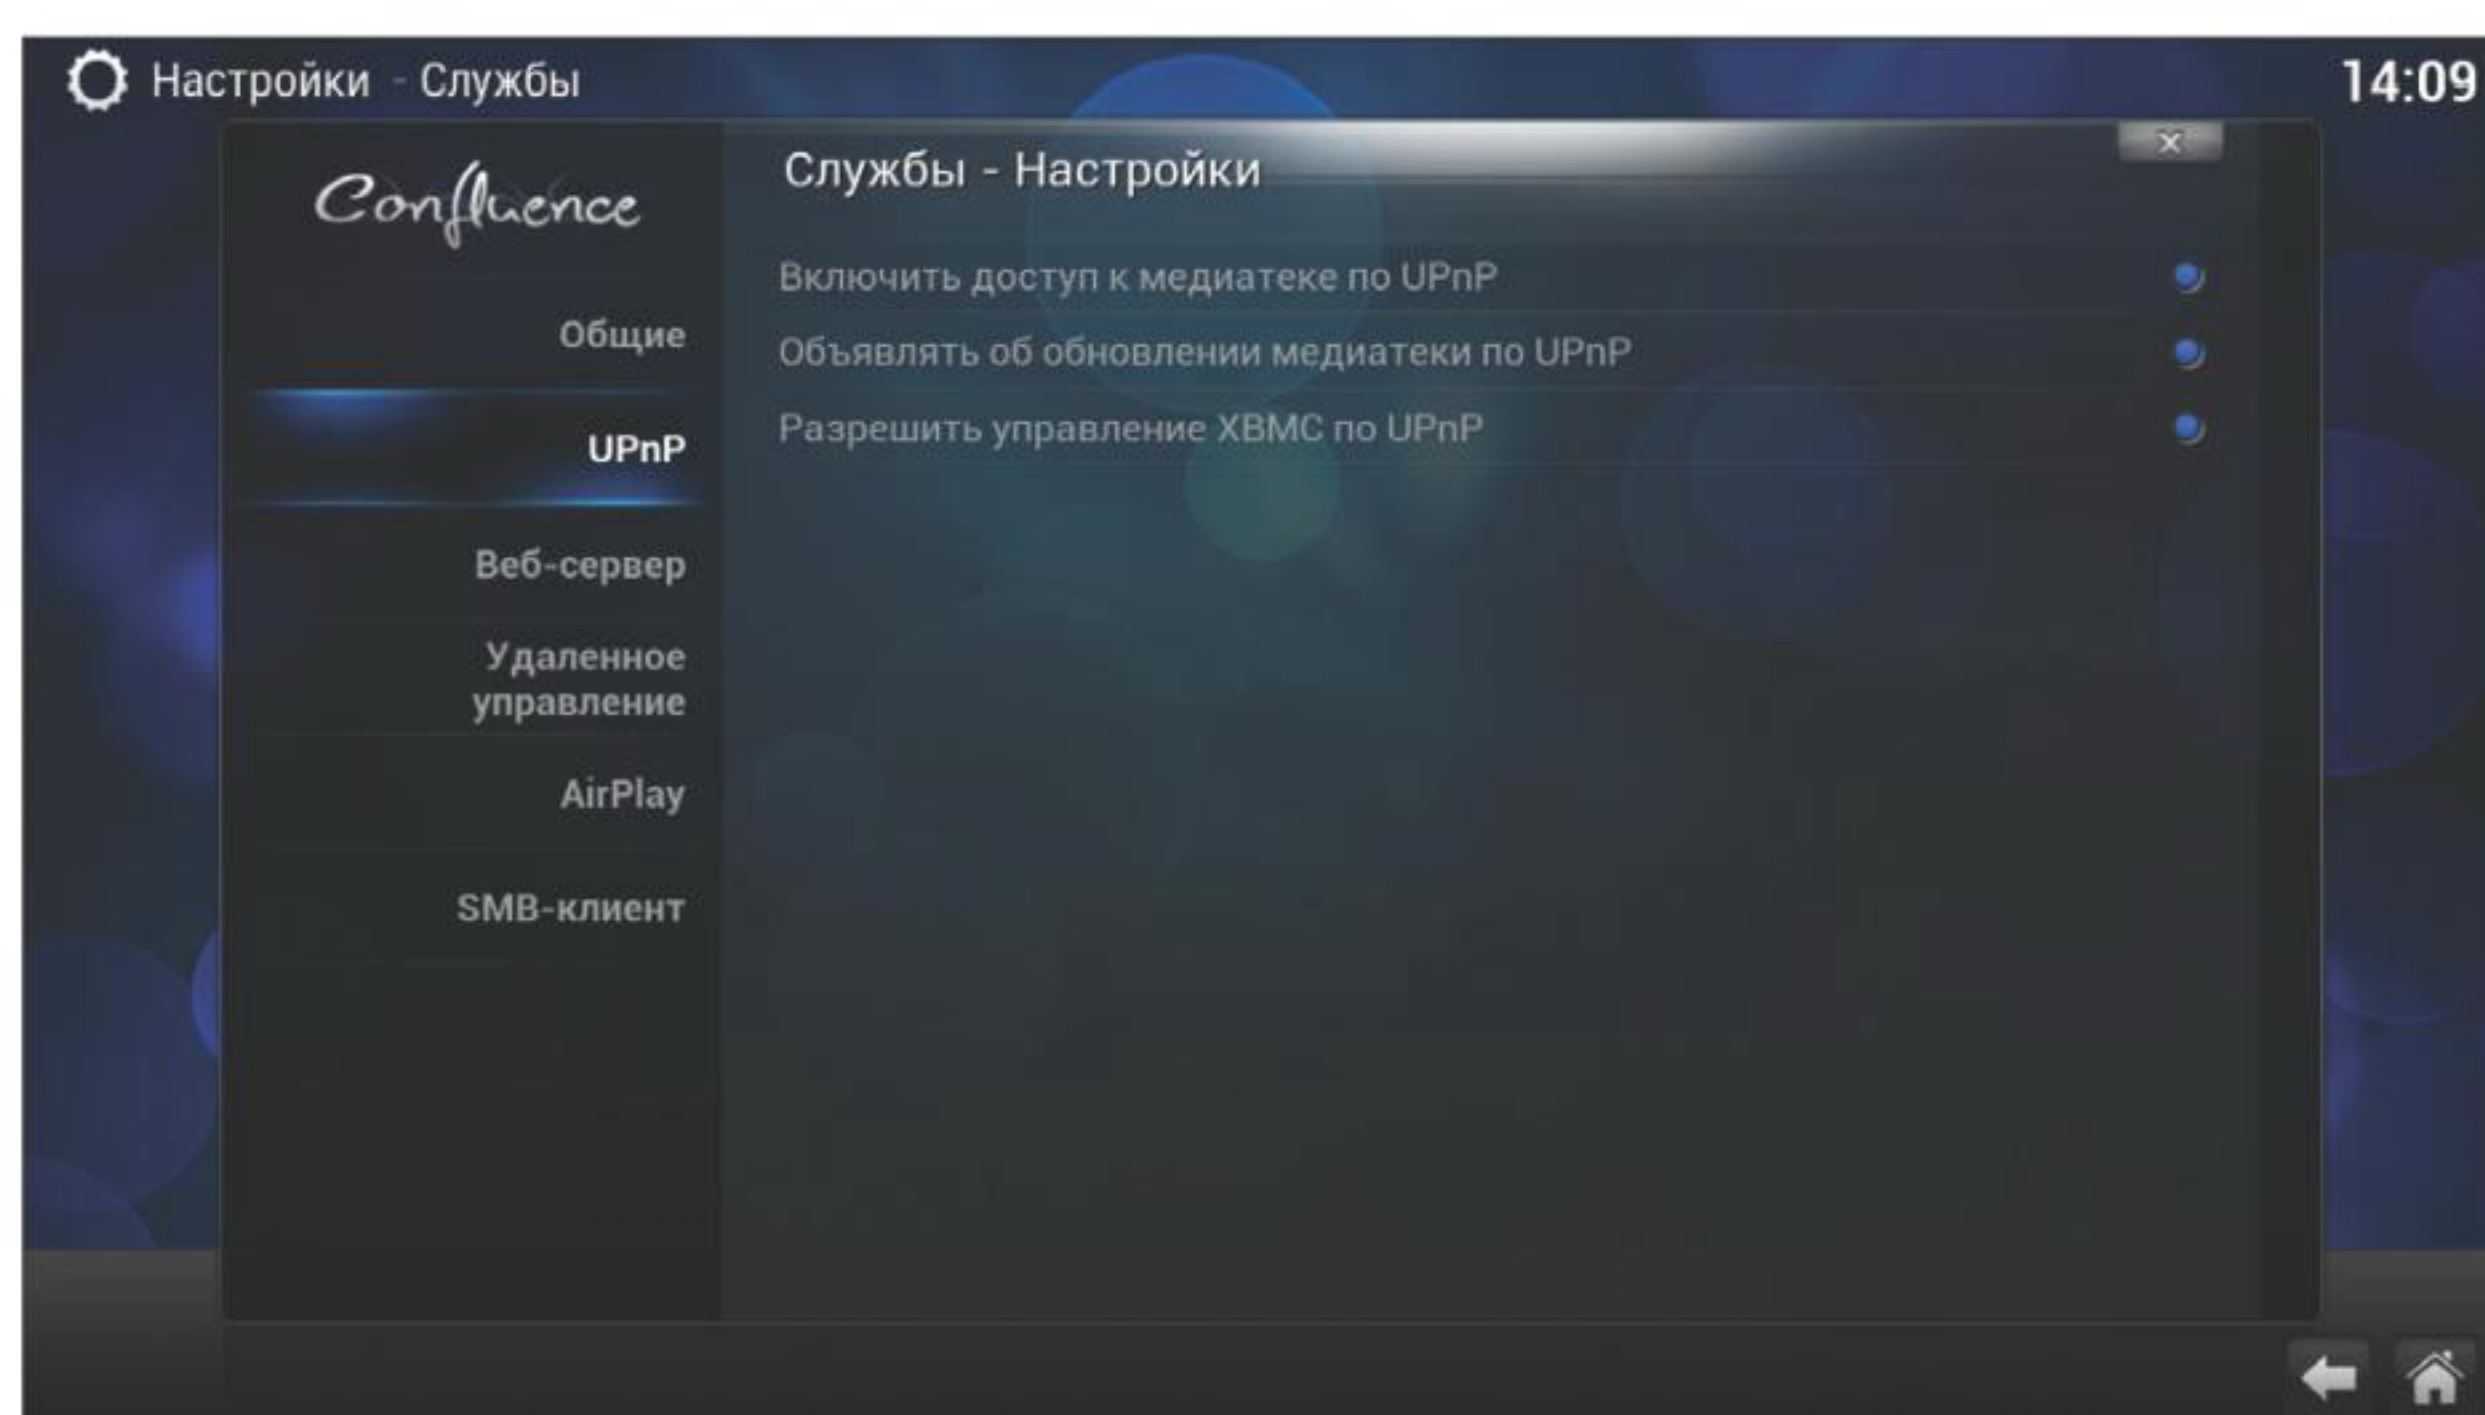 Настройки - Службы
14:09
Confluence
Службы - Настройки
Включить доступ к медиатеке по UPnP
Объявлять об обновлении медиатеки по UPnP
Разрешить управление XBMC по UPnP
Общие
UPnP
Веб-сервер
Удаленное
управление
AirPlay
SMB-клиент